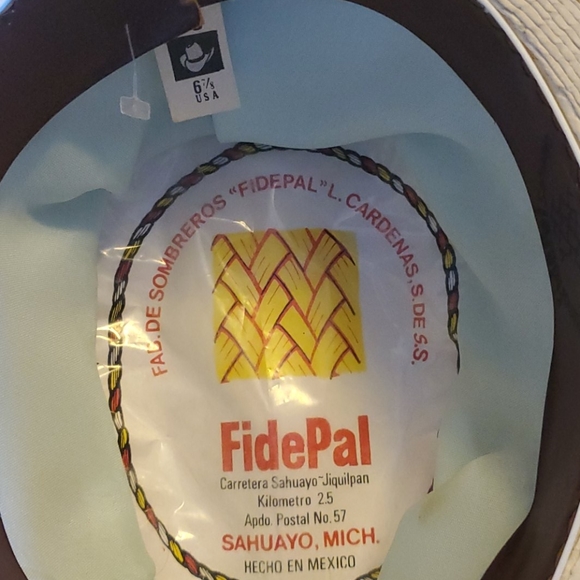 6⅞
USA
FAB. DE SOMBREROS "FIDEPAL" L. CARDENAS, S. DE S.S.
FidePal
Carretera Sahuayo-Jiquilpan
Kilometro 2.5
Apdo. Postal No. 57
SAHUAYO, MICH.
HECHO EN MEXICO